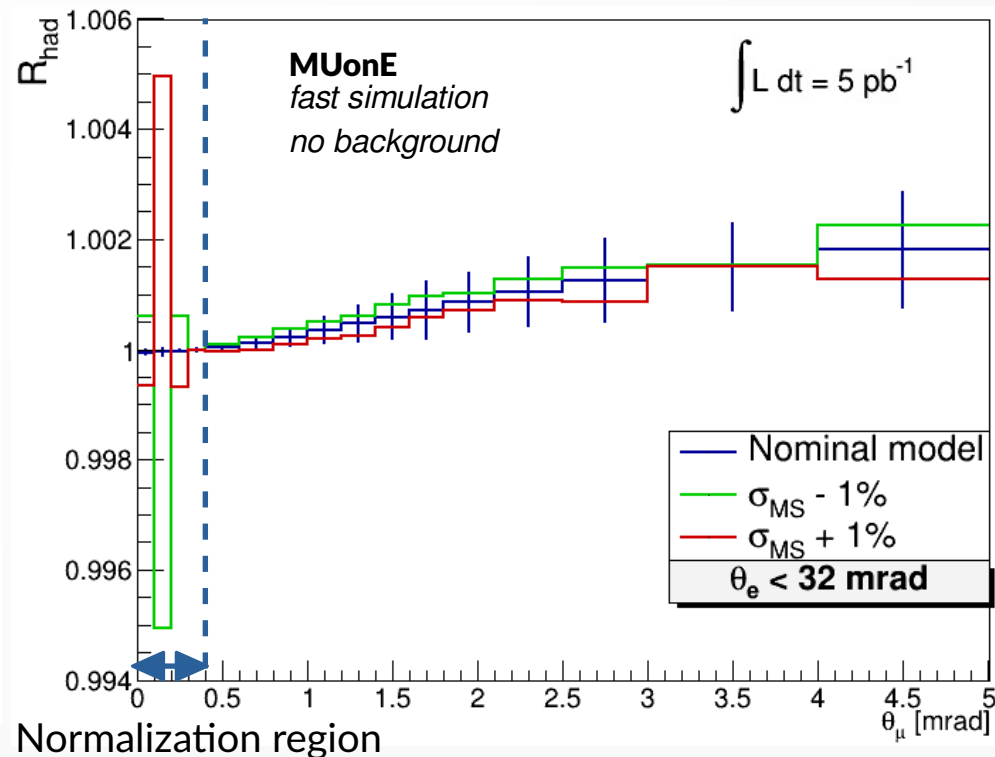 R_had
1.006
1.004
1.002
1
0.998
0.996
0.994
MUonE
fast simulation
no background
∫ L dt = 5 pb⁻¹
Nominal model
σ_MS - 1%
σ_MS + 1%
θ_e < 32 mrad
0 0.5 1 1.5 2 2.5 3 3.5 4 4.5 5
θ_μ [mrad]
Normalization region